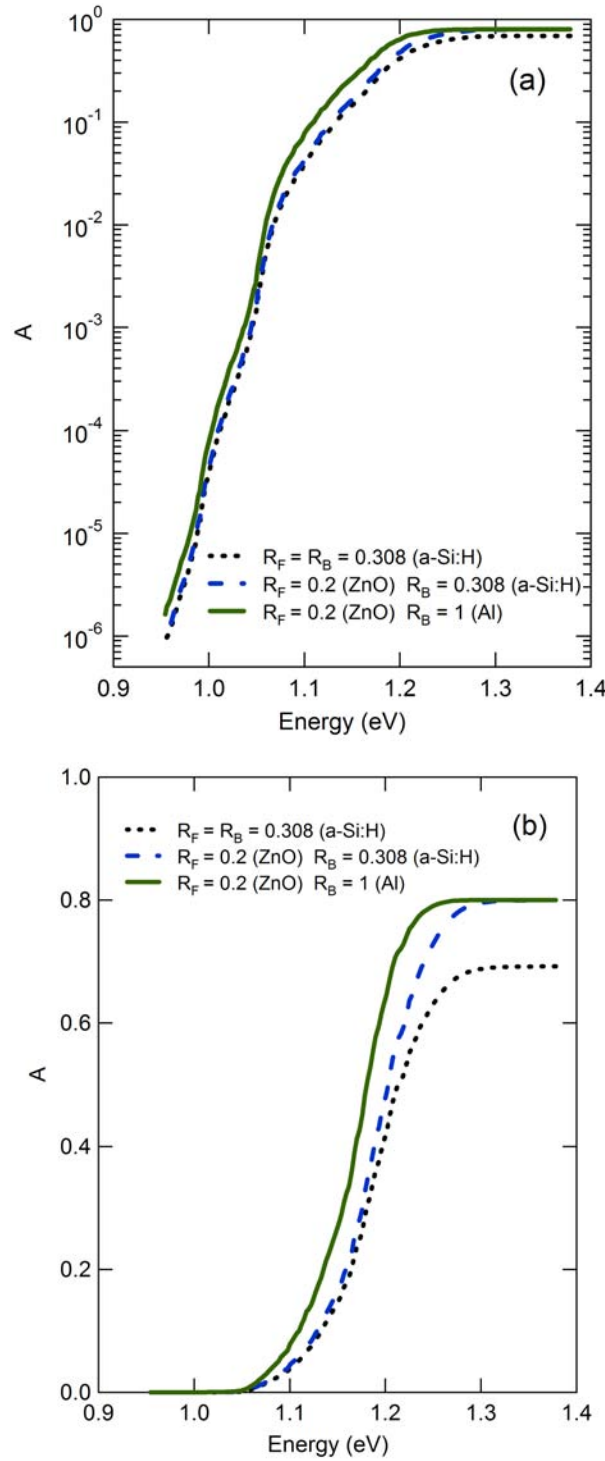 10^0
(a)
10^-1
10^-2
10^-3
A
10^-4
10^-5
10^-6
R_F = R_B = 0.308 (a-Si:H)
R_F = 0.2 (ZnO) R_B = 0.308 (a-Si:H)
R_F = 0.2 (ZnO) R_B = 1 (Al)
0.9 1.0 1.1 1.2 1.3 1.4
Energy (eV)
1.0
(b)
R_F = R_B = 0.308 (a-Si:H)
R_F = 0.2 (ZnO) R_B = 0.308 (a-Si:H)
R_F = 0.2 (ZnO) R_B = 1 (Al)
0.8
0.6
A
0.4
0.2
0.0
0.9 1.0 1.1 1.2 1.3 1.4
Energy (eV)